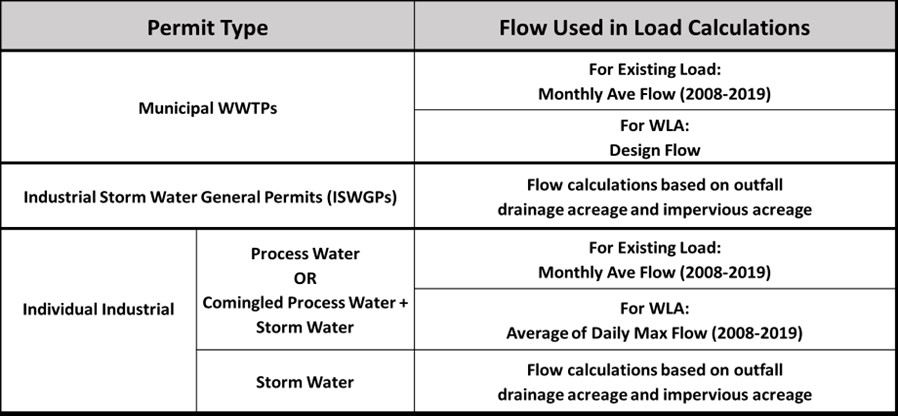 Permit Type
Flow Used in Load Calculations
Municipal WWTPs
For Existing Load:
Monthly Ave Flow (2008-2019)
For WLA:
Design Flow
Industrial Storm Water General Permits (ISWGPs)
Flow calculations based on outfall
drainage acreage and impervious acreage
Individual Industrial
Process Water
OR
Comingled Process Water +
Storm Water
For Existing Load:
Monthly Ave Flow (2008-2019)
For WLA:
Average of Daily Max Flow (2008-2019)
Storm Water
Flow calculations based on outfall
drainage acreage and impervious acreage